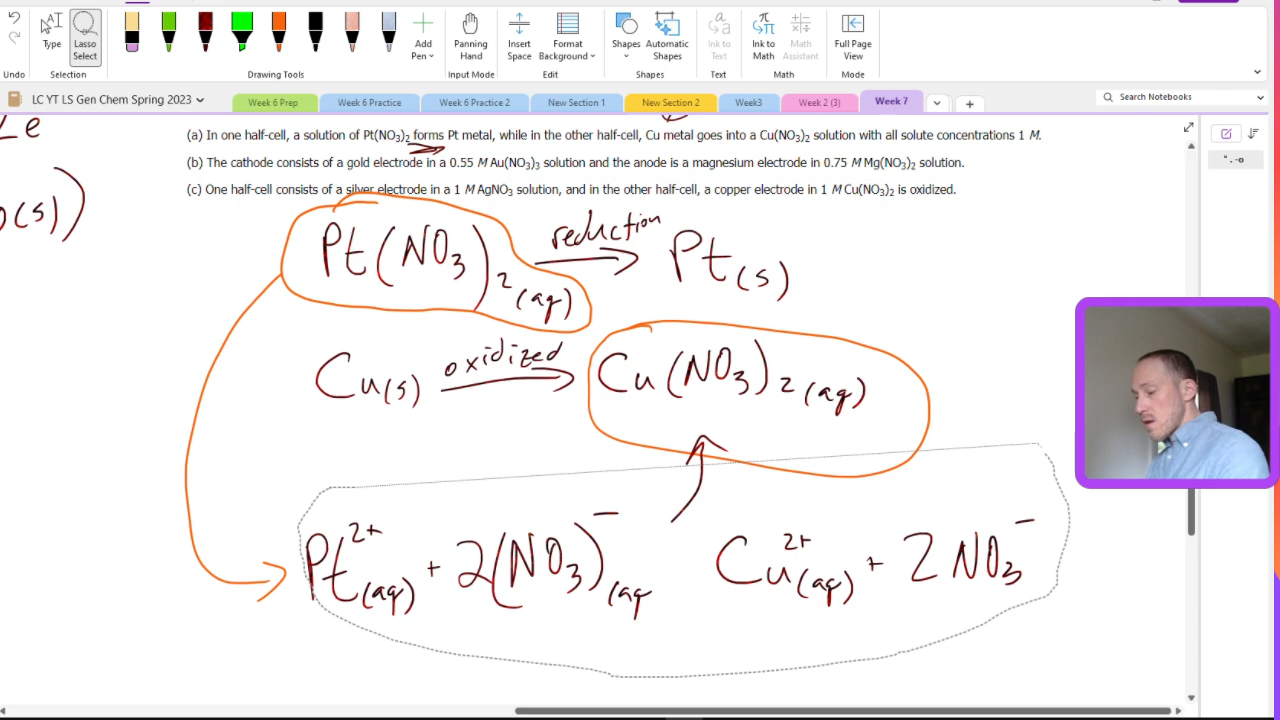 Undo
Type
Lasso Select
Selection
Drawing Tools
Add Pen
Panning Hand
Input Mode
Insert Space
Format Background
Edit
Shapes
Automatic Shapes
Shapes
Ink to Text
Text
Ink to Math
Math Assistant
Math
Full Page View
Mode
LC YT LS Gen Chem Spring 2023
Week 6 Prep
Week 6 Practice
Week 6 Practice 2
New Section 1
New Section 2
Week3
Week 2 (3)
Week 7
Search Notebooks
(a) In one half-cell, a solution of Pt(NO₃)₂ forms Pt metal, while in the other half-cell, Cu metal goes into a Cu(NO₃)₂ solution with all solute concentrations 1 M.
(b) The cathode consists of a gold electrode in a 0.55 M Au(NO₃)₃ solution and the anode is a magnesium electrode in 0.75 M Mg(NO₃)₂ solution.
(c) One half-cell consists of a silver electrode in a 1 M AgNO₃ solution, and in the other half-cell, a copper electrode in 1 M Cu(NO₃)₂ is oxidized.
(s))
Pt(NO₃)₂(aq) reduction → Pt(s)
Cu(s) oxidized → Cu(NO₃)₂(aq)
Pt²⁺(aq) + 2(NO₃)⁻(aq Cu²⁺(aq) + 2NO₃⁻